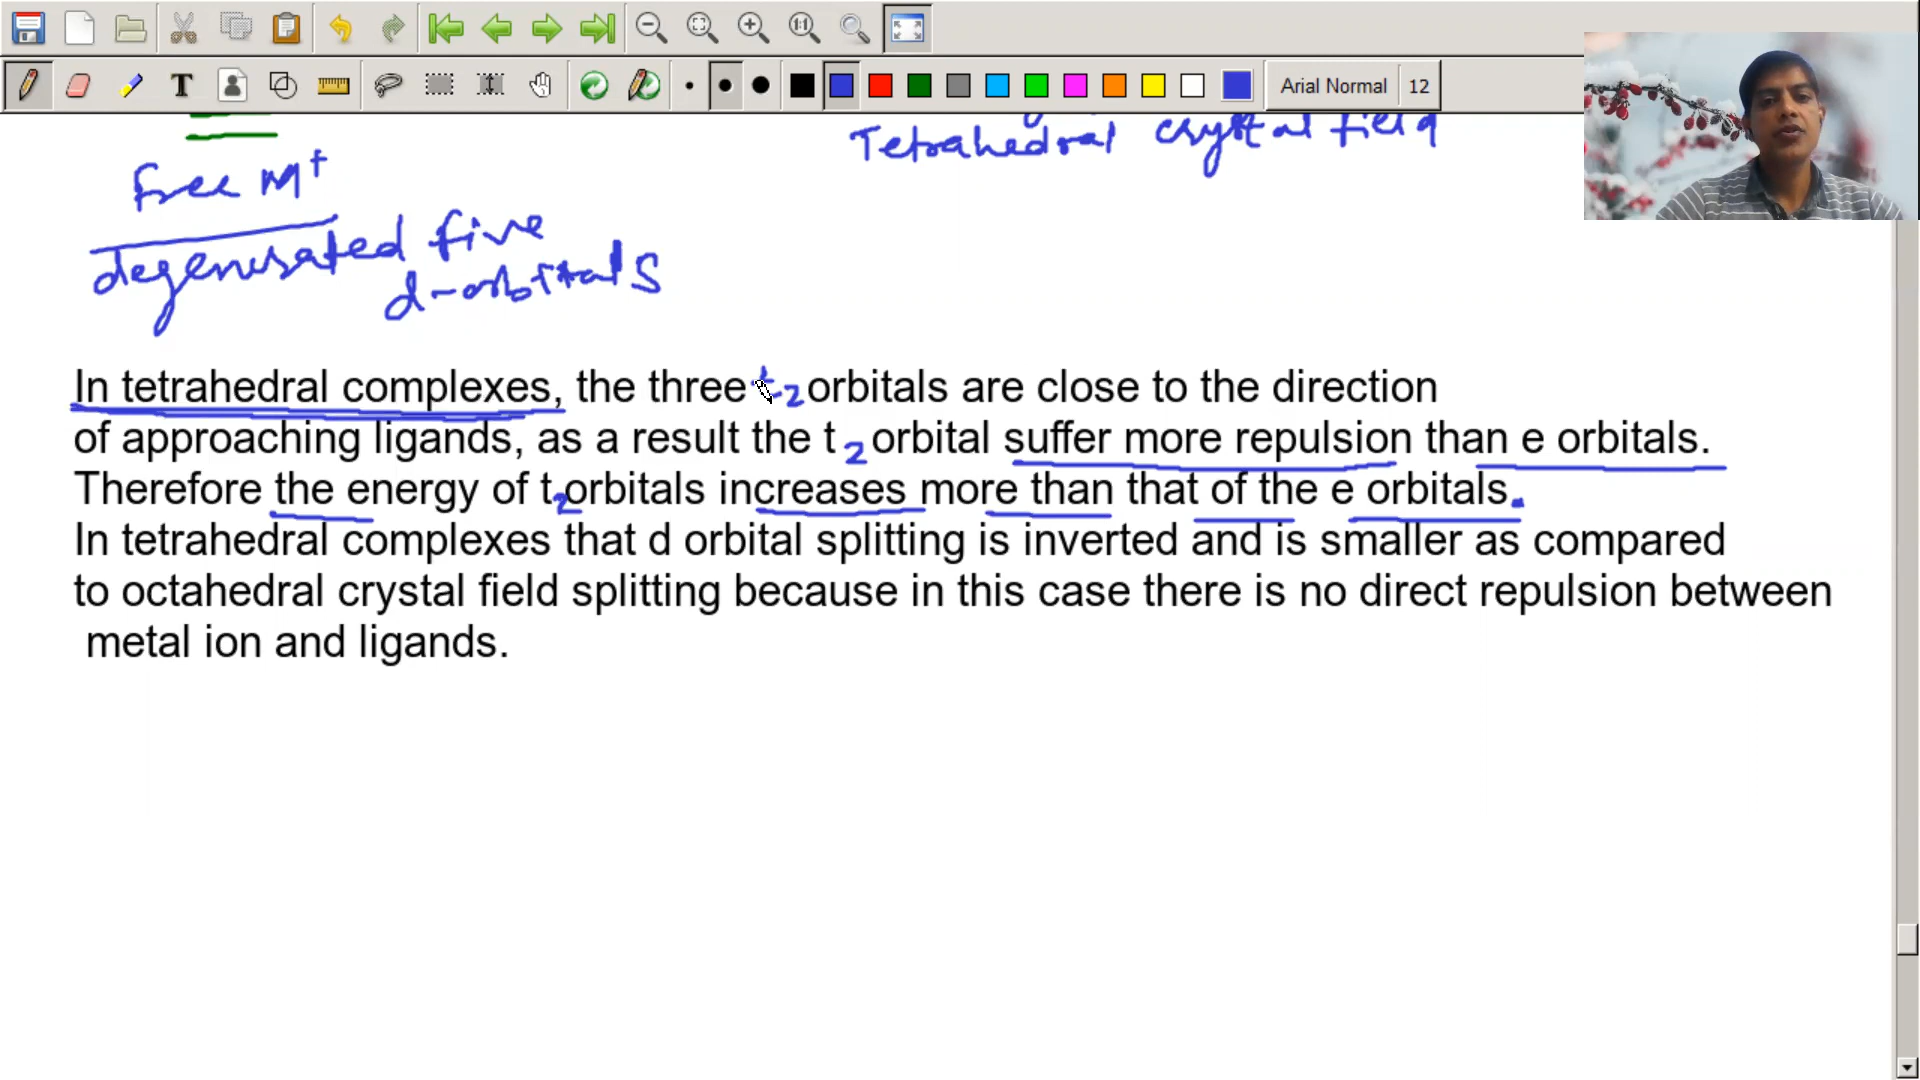 T
1:1
Arial Normal 12
Tetrahedral crystal field
free M+
degenerated five
d-orbitals
In tetrahedral complexes, the three t2 orbitals are close to the direction
of approaching ligands, as a result the t 2 orbital suffer more repulsion than e orbitals.
Therefore the energy of t2orbitals increases more than that of the e orbitals.
In tetrahedral complexes that d orbital splitting is inverted and is smaller as compared
to octahedral crystal field splitting because in this case there is no direct repulsion between
metal ion and ligands.